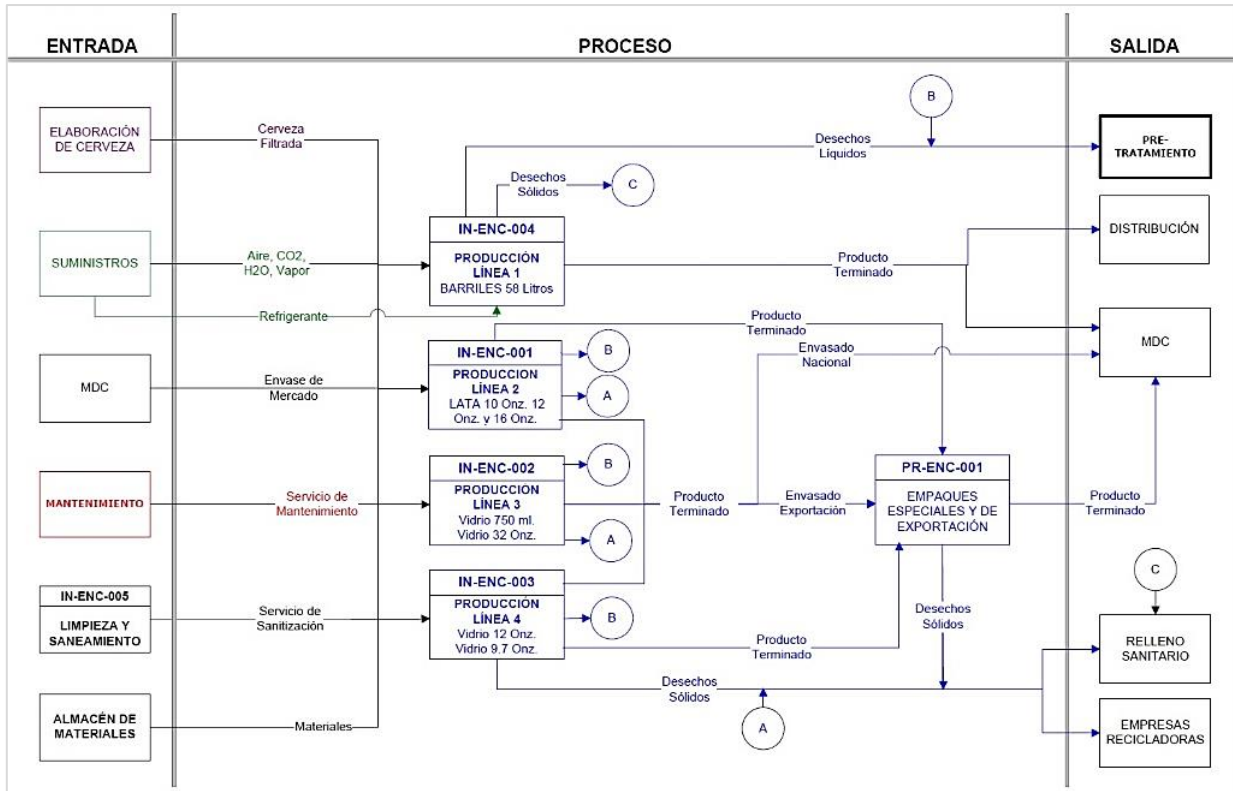 ENTRADA
PROCESO
SALIDA
ELABORACIÓN
DE CERVEZA
Cerveza
Filtrada
SUMINISTROS
Aire, CO2,
H2O, Vapor
Refrigerante
MDC
Envase de
Mercado
MANTENIMIENTO
Servicio de
Mantenimiento
IN-ENC-005
LIMPIEZA Y
SANEAMIENTO
Servicio de
Sanitización
ALMACÉN DE
MATERIALES
Materiales
B
Desechos
Líquidos
Desechos
Sólidos
C
IN-ENC-004
PRODUCCIÓN
LÍNEA 1
BARRILES 58 Litros
Producto
Terminado
Producto
Terminado
IN-ENC-001
PRODUCCION
LÍNEA 2
LATA 10 Onz. 12
Onz. y 16 Onz.
B
A
Envasado
Nacional
IN-ENC-002
PRODUCCIÓN
LÍNEA 3
Vidrio 750 ml.
Vidrio 32 Onz.
B
A
Producto
Terminado
Envasado
Exportación
PR-ENC-001
EMPAQUES
ESPECIALES Y DE
EXPORTACIÓN
Producto
Terminado
IN-ENC-003
PRODUCCIÓN
LÍNEA 4
Vidrio 12 Onz.
Vidrio 9.7 Onz.
B
Producto
Terminado
Desechos
Sólidos
Desechos
Sólidos
A
PRE-
TRATAMIENTO
DISTRIBUCIÓN
MDC
C
RELLENO
SANITARIO
EMPRESAS
RECICLADORAS